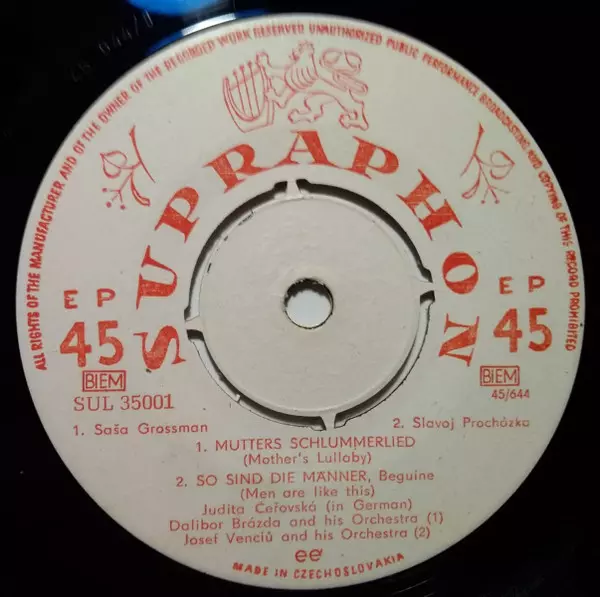 ALL RIGHTS OF THE MANUFACTURER AND OF THE OWNER OF THE RECORDED WORK RESERVED UNAUTHORIZED PUBLIC PERFORMANCE BROADCASTING AND COPYING OF THIS RECORD PROHIBITED
SUPRAPHON
EP EP
45 45
BIEM BIEM
SUL 35001 45/644
1. Saša Grossman 2. Slavoj Procházka
1. MUTTERS SCHLUMMERLIED
(Mother's Lullaby)
2. SO SIND DIE MÄNNER, Beguine
(Men are like this)
Judita Čeřovská (in German)
Dalibor Brázda and his Orchestra (1)
Josef Venclů and his Orchestra (2)
ee
MADE IN CZECHOSLOVAKIA